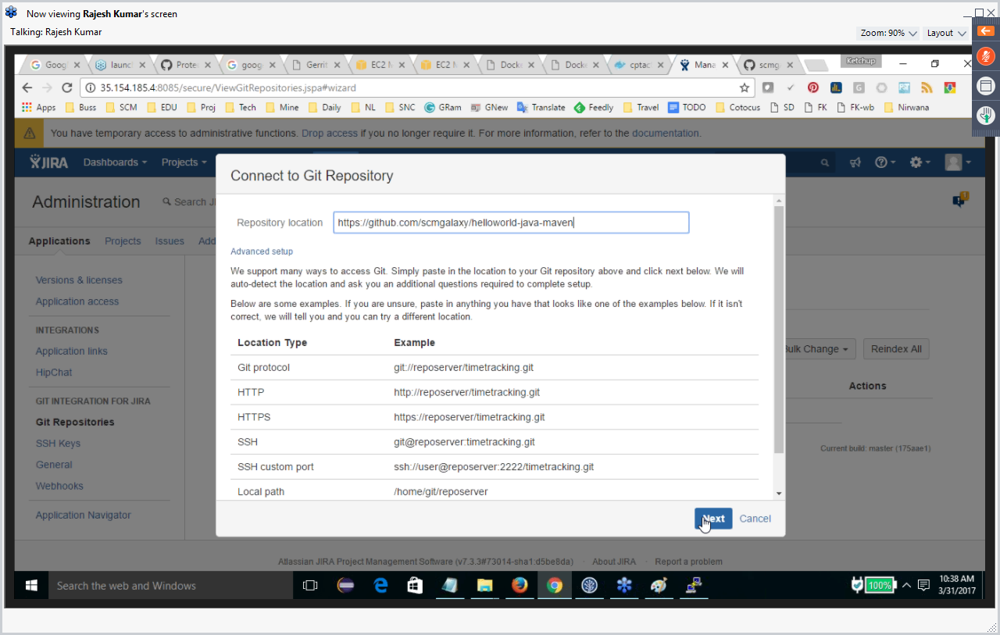 Now viewing Rajesh Kumar's screen
Talking: Rajesh Kumar
Zoom: 90% Layout
Goog launc Prote goog Gerrit EC2 M EC2 M Docke Docke cptac Mana scmg Ketchup
35.154.185.4:8085/secure/ViewGitRepositories.jspa#wizard
Apps Buss SCM EDU Proj Tech Mine Daily NL SNC GRam GNew Translate Feedly Travel TODO Cotocus SD FK FK-wb Nirwana
You have temporary access to administrative functions. Drop access if you no longer require it. For more information, refer to the documentation.
JIRA Dashboards Projects
Connect to Git Repository
Administration Search JI
Repository location https://github.com/scmgalaxy/helloworld-java-maven
Applications Projects Issues Add
Advanced setup
We support many ways to access Git. Simply paste in the location to your Git repository above and click next below. We will
auto-detect the location and ask you an additional questions required to complete setup.
Below are some examples. If you are unsure, paste in anything you have that looks like one of the examples below. If it isn't
correct, we will tell you and you can try a different location.
Location Type Example
Git protocol git://reposerver/timetracking.git
HTTP http://reposerver/timetracking.git
HTTPS https://reposerver/timetracking.git
SSH git@reposerver:timetracking.git
SSH custom port ssh://user@reposerver:2222/timetracking.git
Local path /home/git/reposerver
Next Cancel
Versions & licenses
Application access
INTEGRATIONS
Application links
HipChat
GIT INTEGRATION FOR JIRA
Git Repositories
SSH Keys
General
Webhooks
Application Navigator
Bulk Change Reindex All
Actions
Current build: master (175aae1)
Atlassian JIRA Project Management Software (v7.3.3#73014-sha1:d5be8da) · About JIRA · Report a problem
Search the web and Windows
100%
10:38 AM
3/31/2017